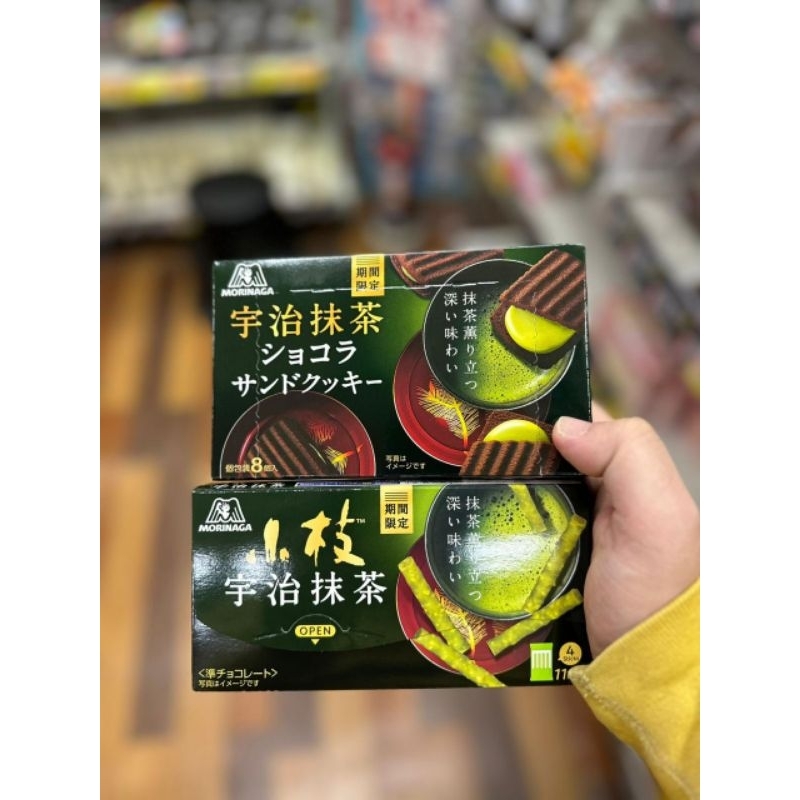 MORINAGA
期間
限定
宇治抹茶
ショコラ
サンドクッキー
抹茶薫り立つ
深い味わい
個包装8個入
写真は
イメージです
MORINAGA
小枝™
期間
限定
宇治抹茶
抹茶薫り立つ
深い味わい
OPEN
<準チョコレート>
写真はイメージです
4
11